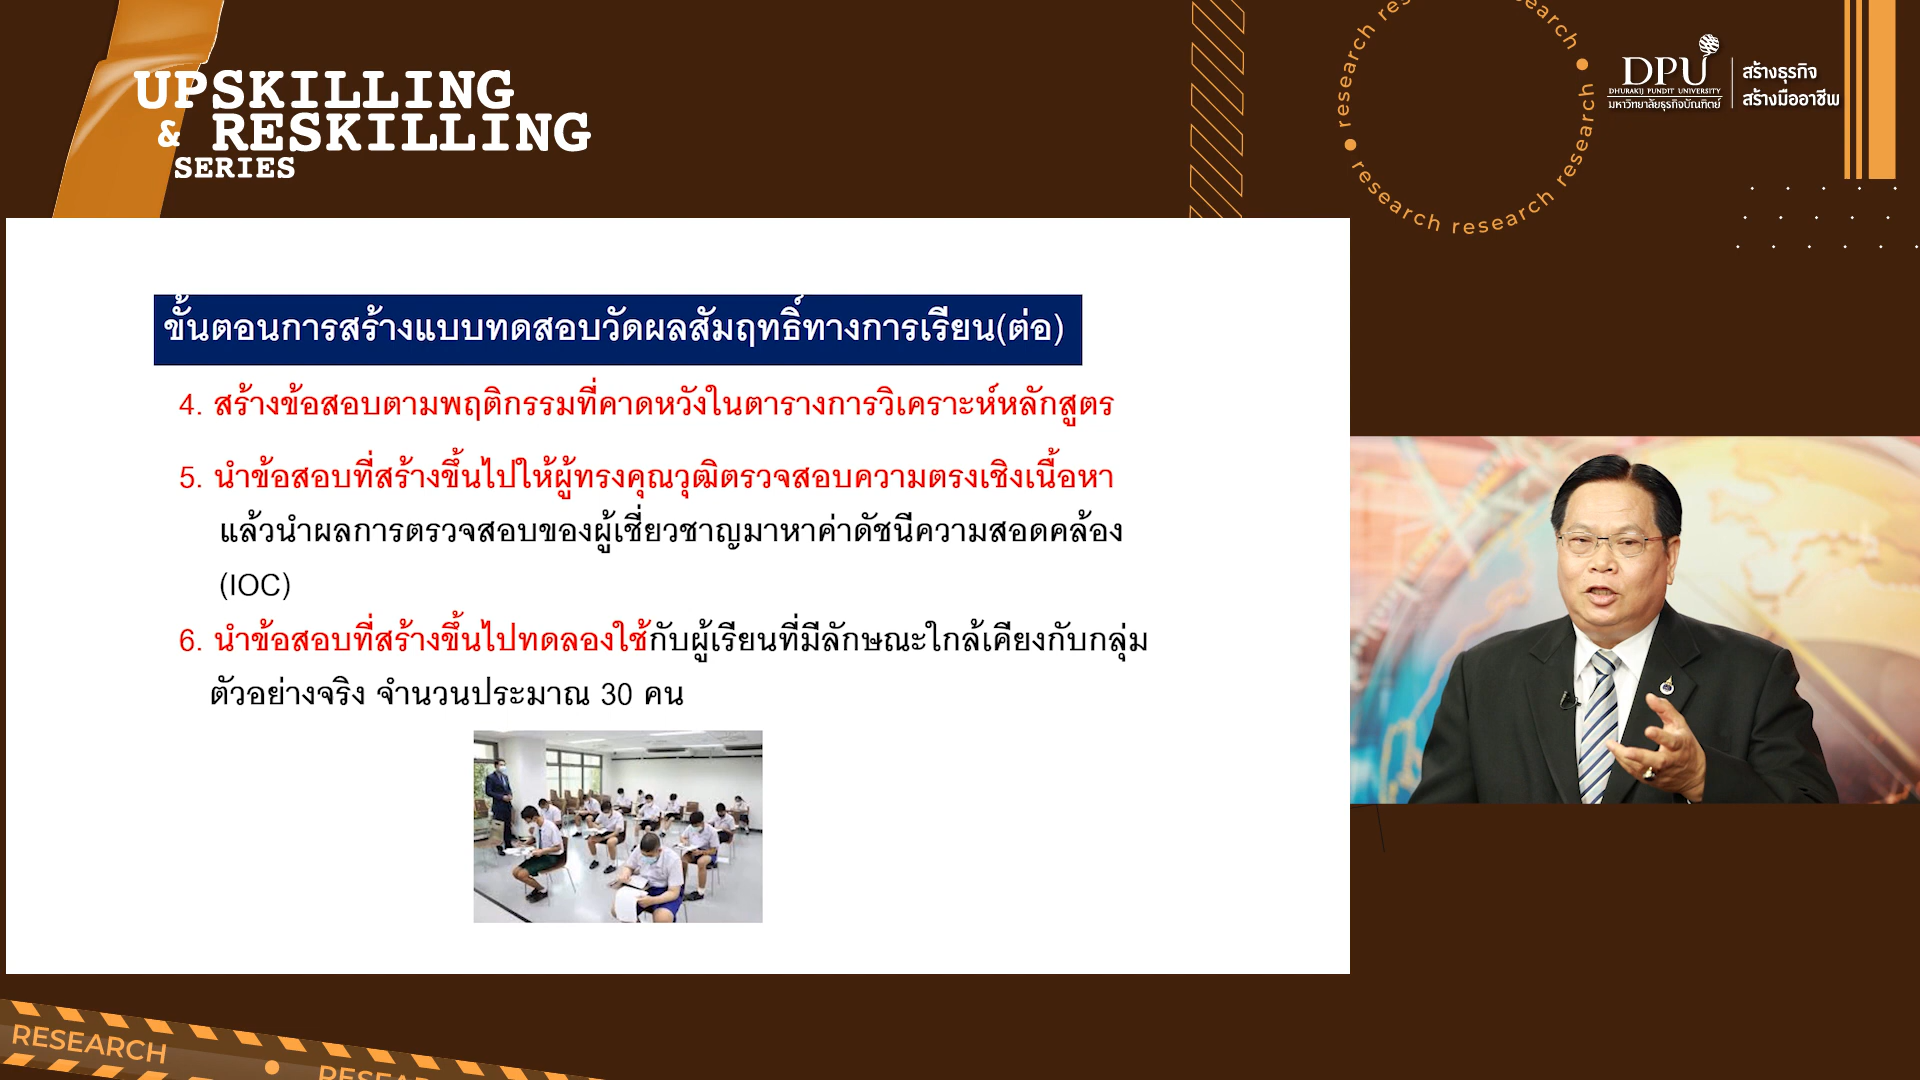 UPSKILLING
& RESKILLING
SERIES
research research research research
DPU
DHURAKIJ PUNDIT UNIVERSITY
มหาวิทยาลัยธุรกิจบัณฑิตย์
สร้างธุรกิจ
สร้างมืออาชีพ
ขั้นตอนการสร้างแบบทดสอบวัดผลสัมฤทธิ์ทางการเรียน(ต่อ)
4. สร้างข้อสอบตามพฤติกรรมที่คาดหวังในตารางการวิเคราะห์หลักสูตร
5. นำข้อสอบที่สร้างขึ้นไปให้ผู้ทรงคุณวุฒิตรวจสอบความตรงเชิงเนื้อหา
แล้วนำผลการตรวจสอบของผู้เชี่ยวชาญมาหาค่าดัชนีความสอดคล้อง
(IOC)
6. นำข้อสอบที่สร้างขึ้นไปทดลองใช้กับผู้เรียนที่มีลักษณะใกล้เคียงกับกลุ่ม
ตัวอย่างจริง จำนวนประมาณ 30 คน
RESEARCH